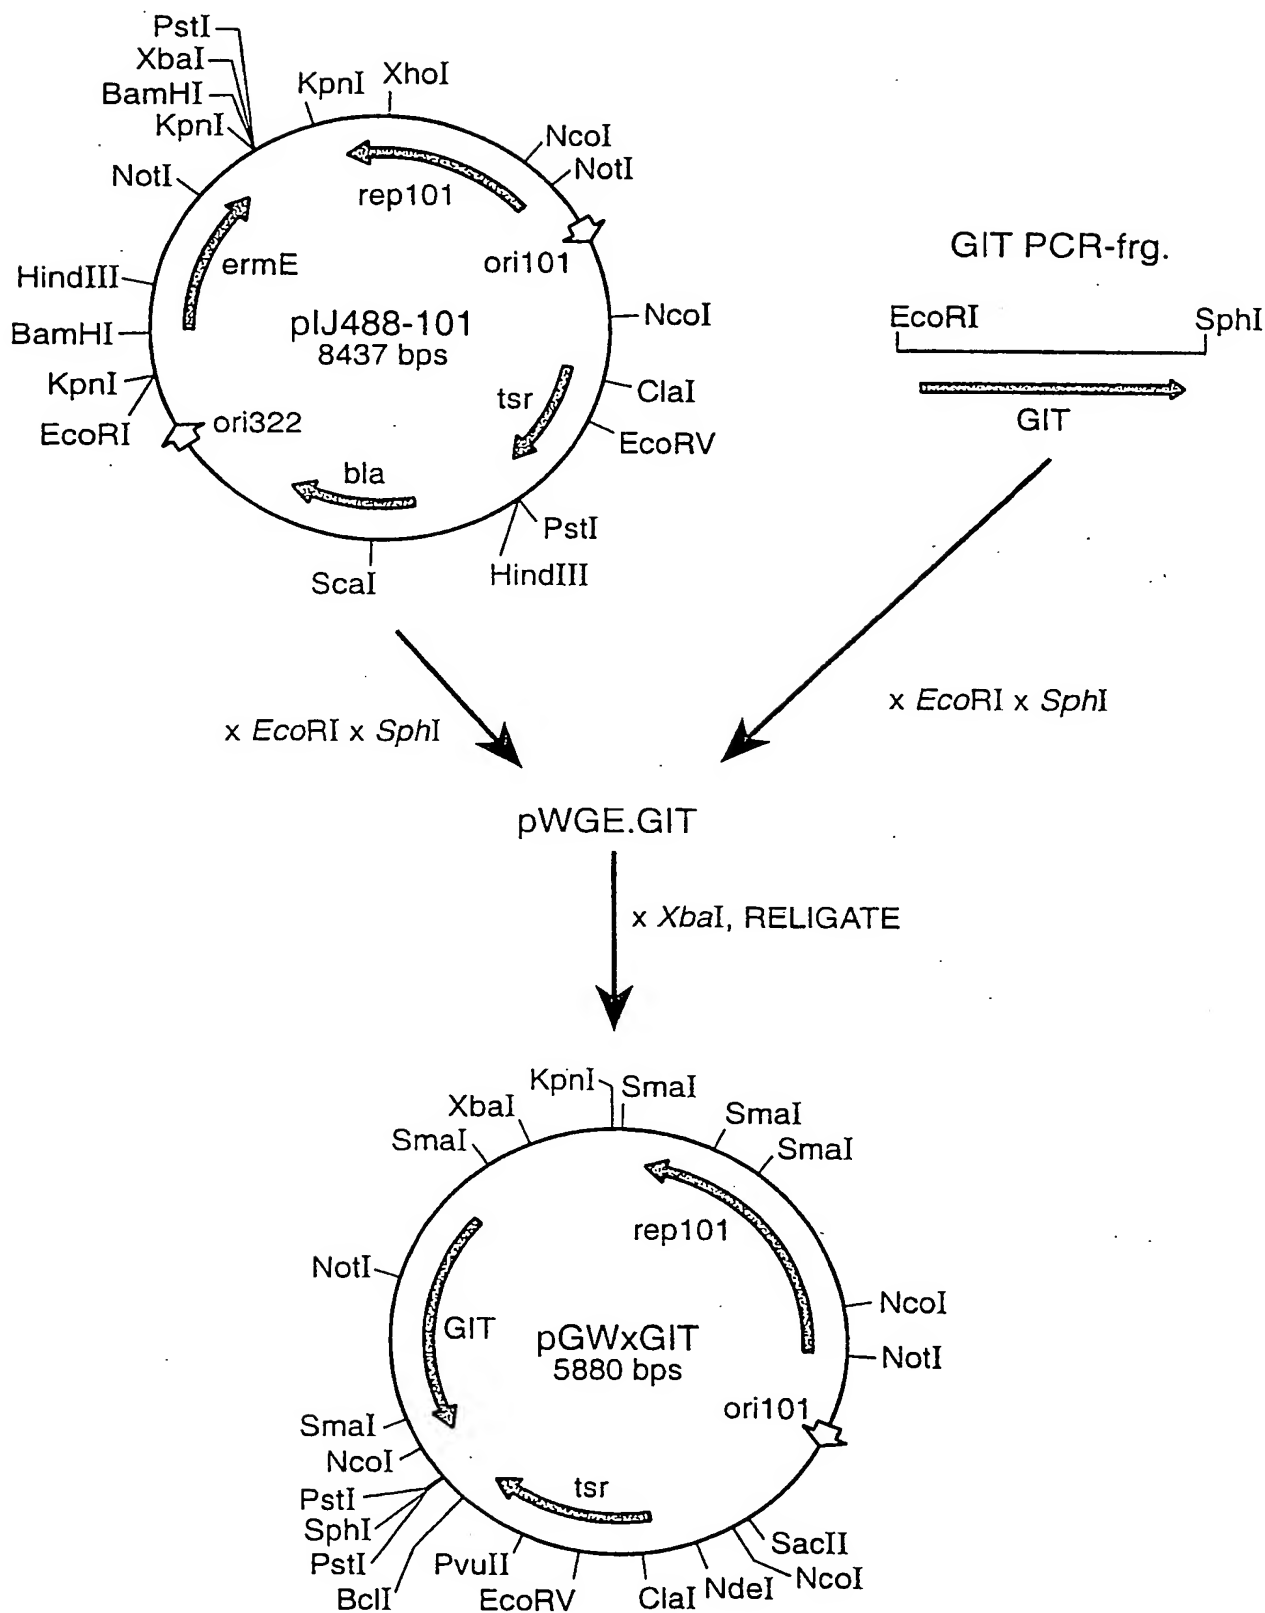 PstI
XbaI
BamHI
KpnI
KpnI
XhoI
NcoI
NotI
NotI
rep101
ori101
ermE
HindIII
BamHI
KpnI
EcoRI
pIJ488-101
8437 bps
NcoI
ClaI
EcoRV
tsr
ori322
bla
PstI
HindIII
ScaI
GIT PCR-frg.
EcoRI
SphI
GIT
x EcoRI x SphI
x EcoRI x SphI
pWGE.GIT
x XbaI, RELIGATE
KpnI
SmaI
XbaI
SmaI
SmaI
SmaI
rep101
NotI
GIT
pGWxGIT
5880 bps
NcoI
NotI
ori101
SmaI
NcoI
PstI
SphI
PstI
BclI
tsr
PvuII
EcoRV
ClaI
NdeI
NcoI
SacII